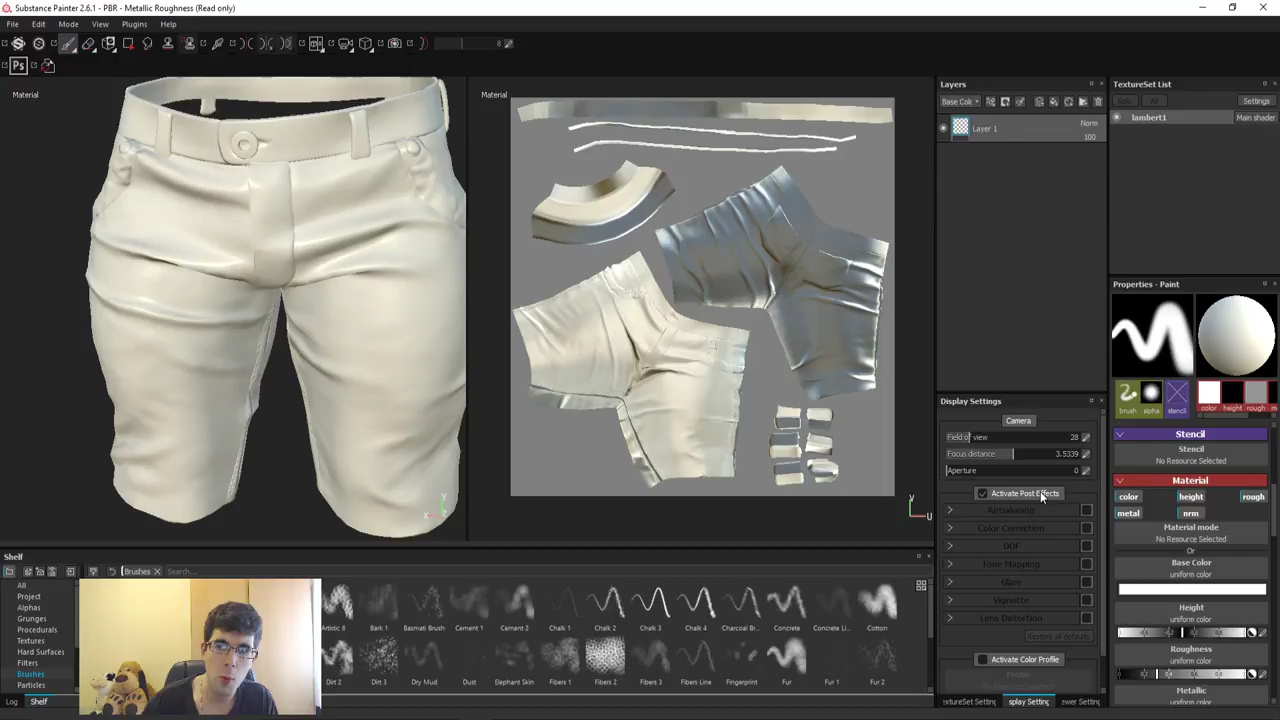 Substance Painter 2.6.1 - PBR - Metallic Roughness (Read only)
File Edit Mode View Plugins Help
8
Ps
Material
Material
Layers
Base Col
Layer 1
Norm
100
TextureSet List
Settings
lambert1
Main shader
Properties - Paint
brush alpha stencil color height rough
Stencil
Stencil
No Resource Selected
Material
color height rough
metal nrm
Material mode
No Resource Selected
Or
Base Color
uniform color
Height
uniform color
Roughness
uniform color
Metallic
Display Settings
Camera
Field of view 28
Focus distance 3.5339
Aperture 0
Activate Post Effects
Antialiasing
Color Correction
DOF
Tone Mapping
Glare
Vignette
Lens Distortion
Restore all defaults
Activate Color Profile
Profile
extureSet Setting splay Setting ewer Setting
Y
X
V
U
Shelf
Brushes
Search...
All
Project
Alphas
Grunges
Procedurals
Textures
Hard Surfaces
Filters
Brushes
Particles
Artistic 6 Bark 1 Basmati Brush Cement 1 Cement 2 Chalk 1 Chalk 2 Chalk 3 Chalk 4 Charcoal Br... Concrete Concrete Li... Cotton
Dirt 2 Dirt 3 Dry Mud Dust Elephant Skin Fibers 1 Fibers 2 Fibers 3 Fibers Line Fingerprint Fur Fur 1 Fur 2
Log Shelf